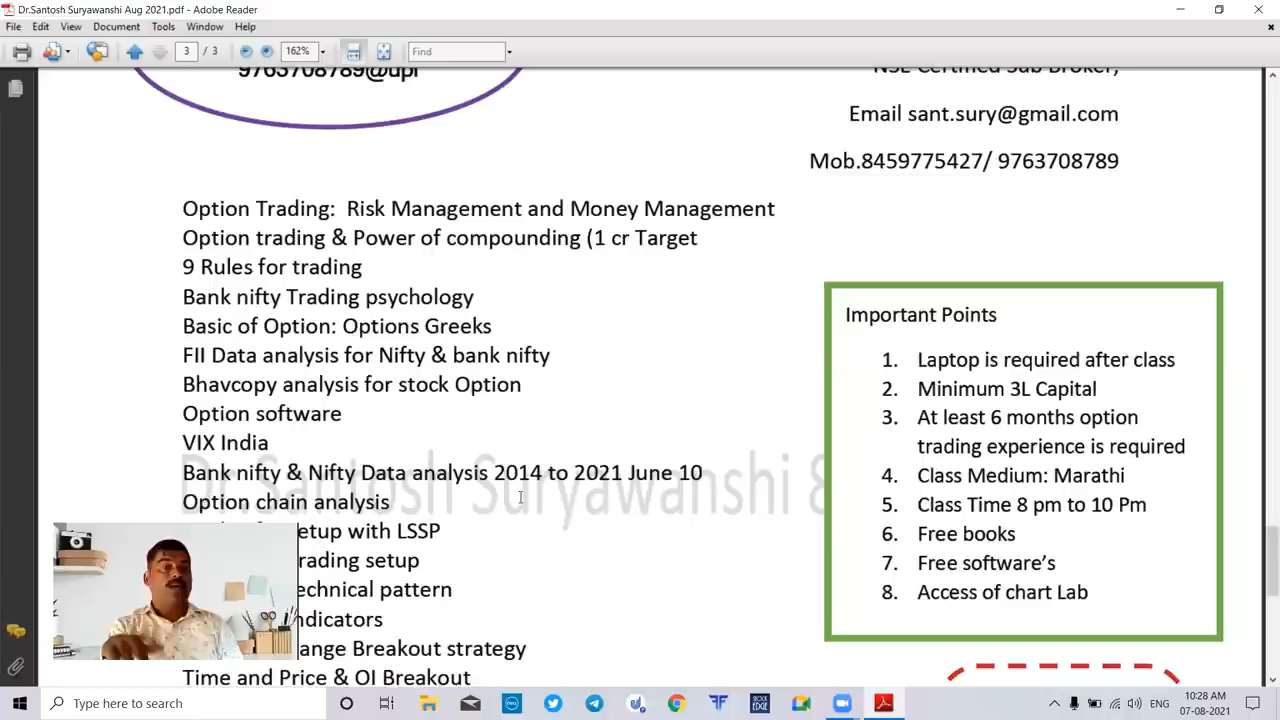 Dr.Santosh Suryawanshi Aug 2021.pdf - Adobe Reader
File Edit View Document Tools Window Help
3 / 3 162% Find
9763708789@upi
NSE Certified Sub Broker,
Email sant.sury@gmail.com
Mob.8459775427/ 9763708789
Option Trading: Risk Management and Money Management
Option trading & Power of compounding (1 cr Target
9 Rules for trading
Bank nifty Trading psychology
Basic of Option: Options Greeks
FII Data analysis for Nifty & bank nifty
Bhavcopy analysis for stock Option
Option software
VIX India
Bank nifty & Nifty Data analysis 2014 to 2021 June 10
Option chain analysis
etup with LSSP
rading setup
echnical pattern
ndicators
ange Breakout strategy
Time and Price & OI Breakout
Important Points
1. Laptop is required after class
2. Minimum 3L Capital
3. At least 6 months option
trading experience is required
4. Class Medium: Marathi
5. Class Time 8 pm to 10 Pm
6. Free books
7. Free software's
8. Access of chart Lab
Dr.Santosh Suryawanshi 8
Type here to search
STOCK EDGE
ENG
10:28 AM
07-08-2021